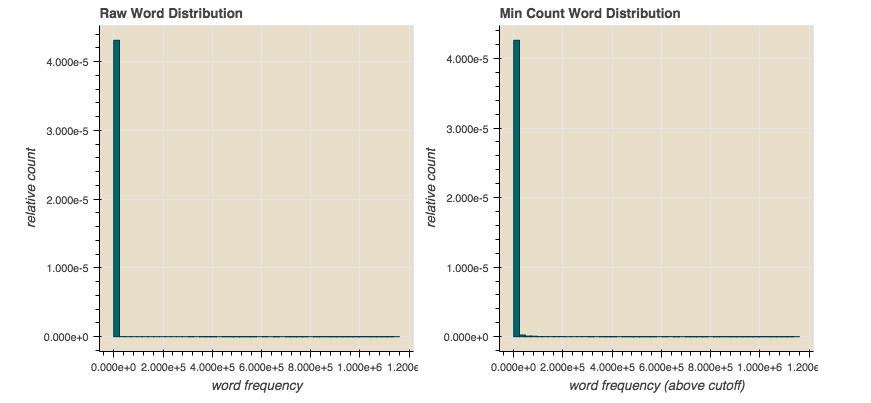 Raw Word Distribution
4.000e-5
3.000e-5
2.000e-5
1.000e-5
0.000e+0
relative count
0.000e+0 2.000e+5 4.000e+5 6.000e+5 8.000e+5 1.000e+6 1.200e
word frequency
Min Count Word Distribution
4.000e-5
3.000e-5
2.000e-5
1.000e-5
0.000e+0
relative count
0.000e+0 2.000e+5 4.000e+5 6.000e+5 8.000e+5 1.000e+6 1.200e
word frequency (above cutoff)